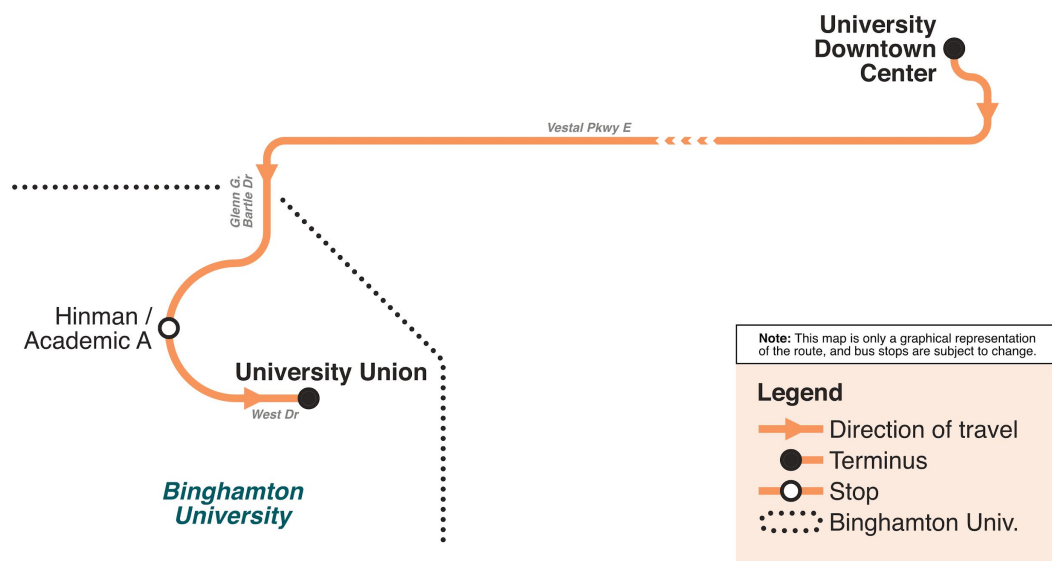 University
Downtown
Center
Vestal Pkwy E
Glenn G.
Bartle Dr
Hinman /
Academic A
University Union
West Dr
Binghamton
University
Note: This map is only a graphical representation
of the route, and bus stops are subject to change.
Legend
Direction of travel
Terminus
Stop
Binghamton Univ.